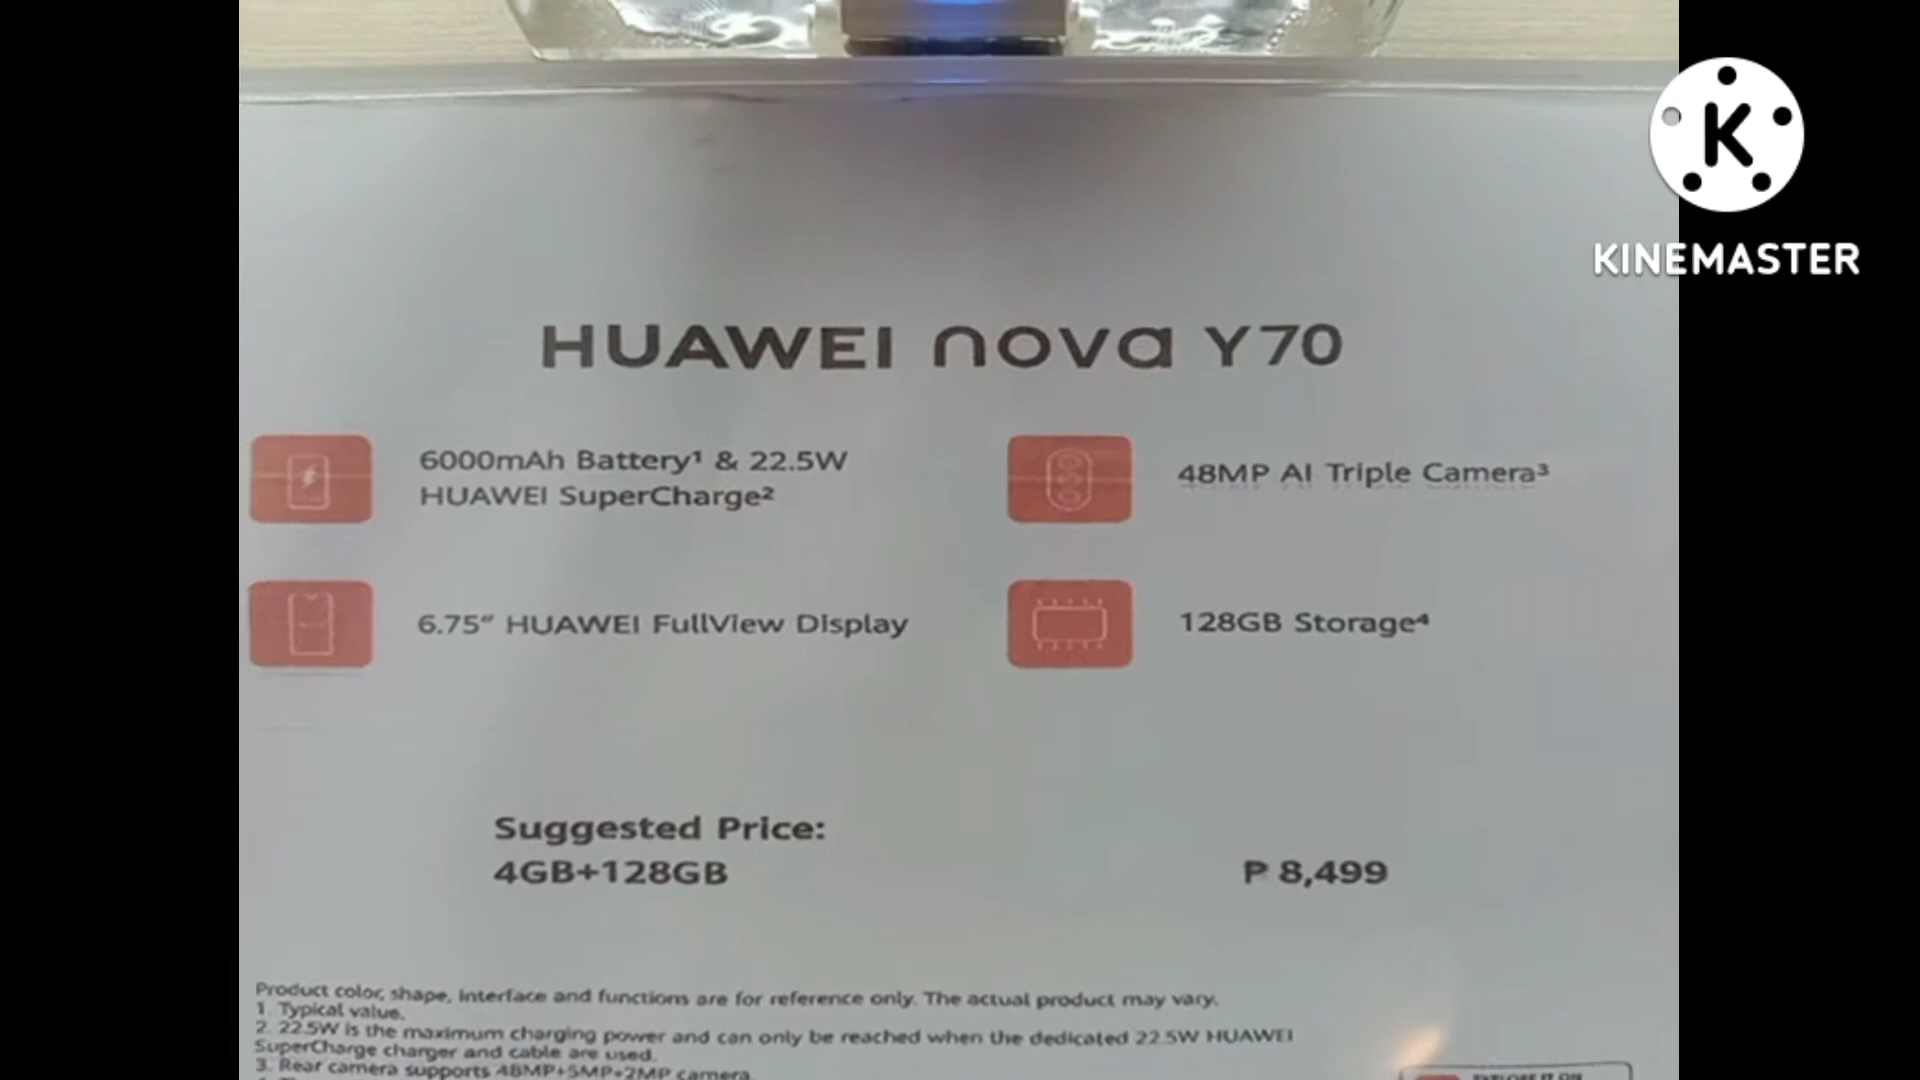 K
KINEMASTER
HUAWEI nova Y70
6000mAh Battery¹ & 22.5W
HUAWEI SuperCharge²
48MP AI Triple Camera³
6.75” HUAWEI FullView Display
128GB Storage⁴
Suggested Price:
4GB+128GB
₱ 8,499
Product color, shape, interface and functions are for reference only. The actual product may vary.
1. Typical value.
2. 22.5W is the maximum charging power and can only be reached when the dedicated 22.5W HUAWEI
SuperCharge charger and cable are used.
3. Rear camera supports 48MP+5MP+2MP camera.
EXPLORE IT ON